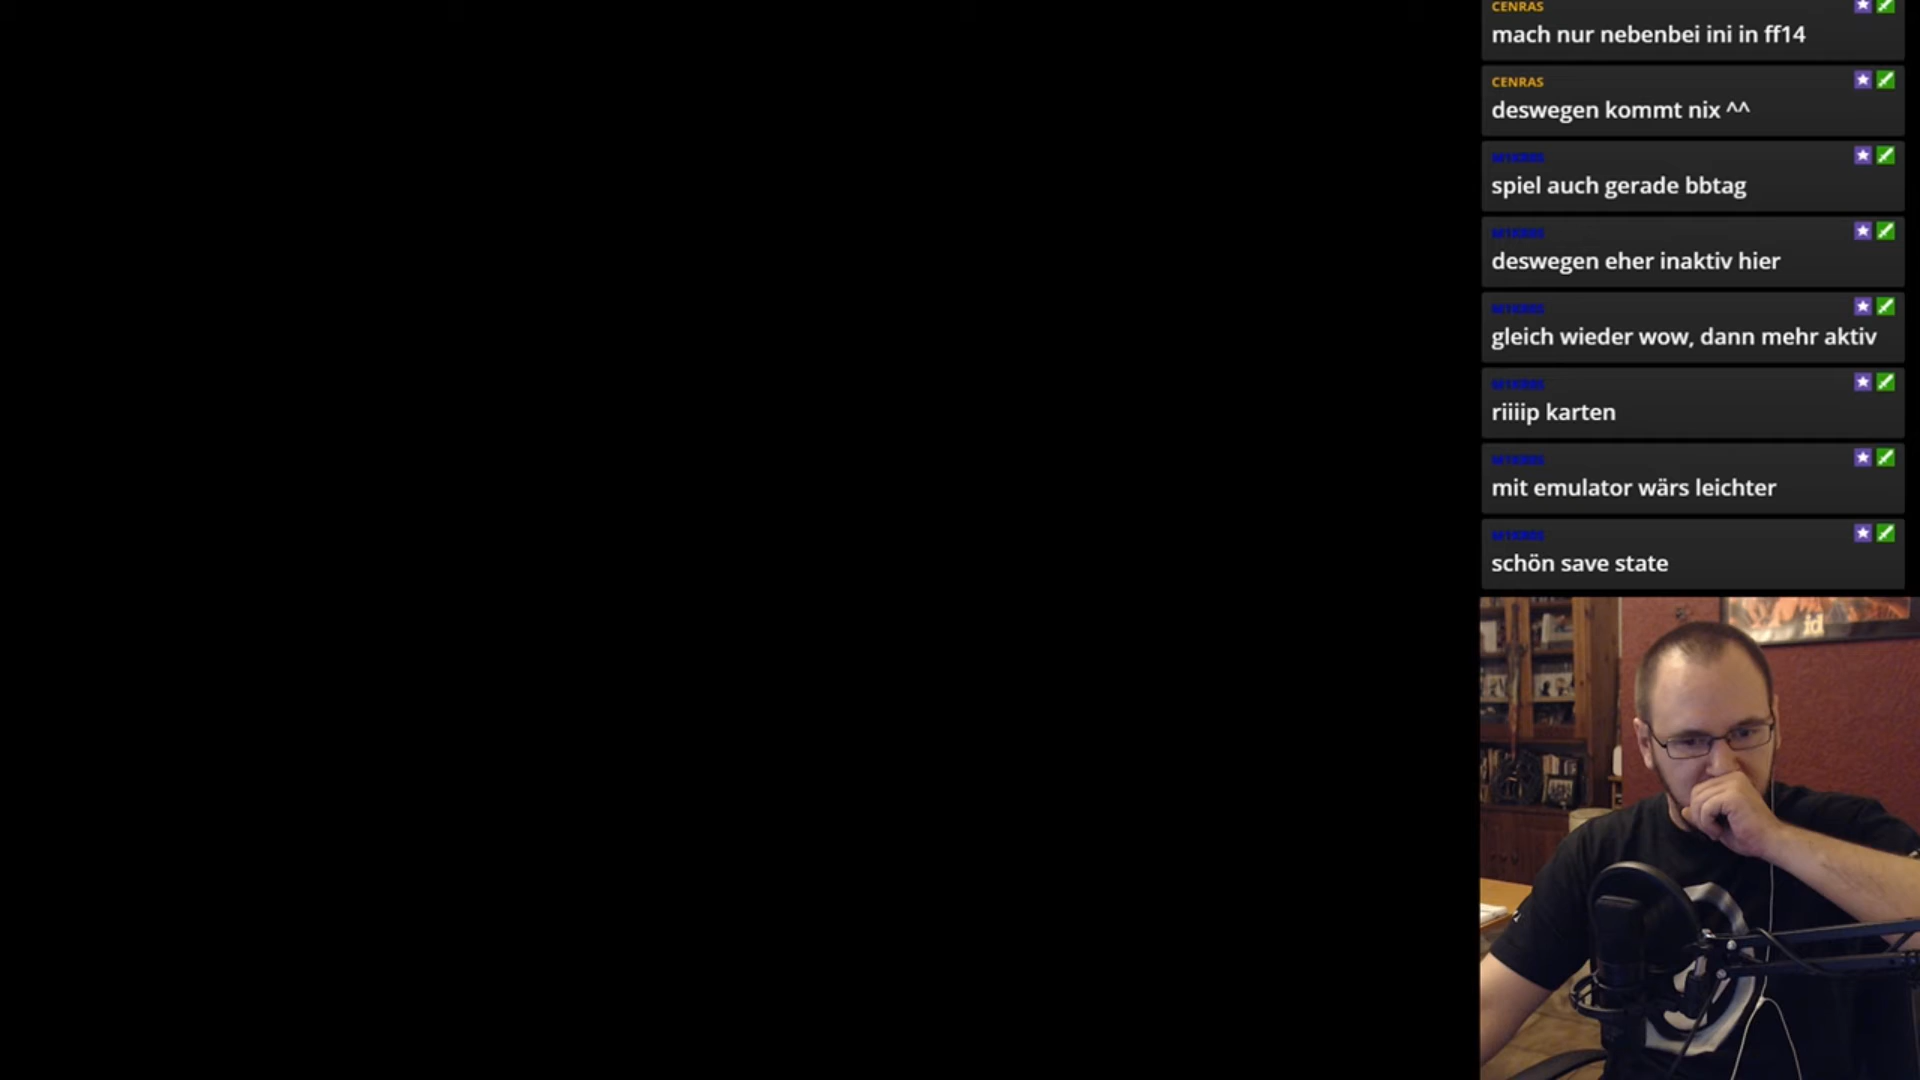 CENRAS
mach nur nebenbei ini in ff14
CENRAS
deswegen kommt nix ^^
spiel auch gerade bbtag
deswegen eher inaktiv hier
gleich wieder wow, dann mehr aktiv
riiiip karten
mit emulator wärs leichter
schön save state
id